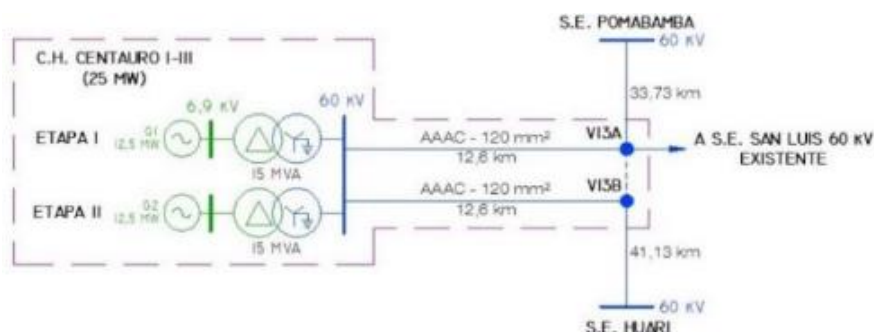 S.E. POMABAMBA
60 KV
C.H. CENTAURO I-III
(25 MW)
6,9 KV
60 KV
33,73 km
ETAPA I
G1
12,5 MW
AAAC - 120 mm²
12,6 km
V13A
A S.E. SAN LUIS 60 KV
EXISTENTE
15 MVA
AAAC - 120 mm²
12,6 km
V13B
ETAPA II
G2
12,5 MW
15 MVA
41,13 km
60 KV
S.E. HUARI